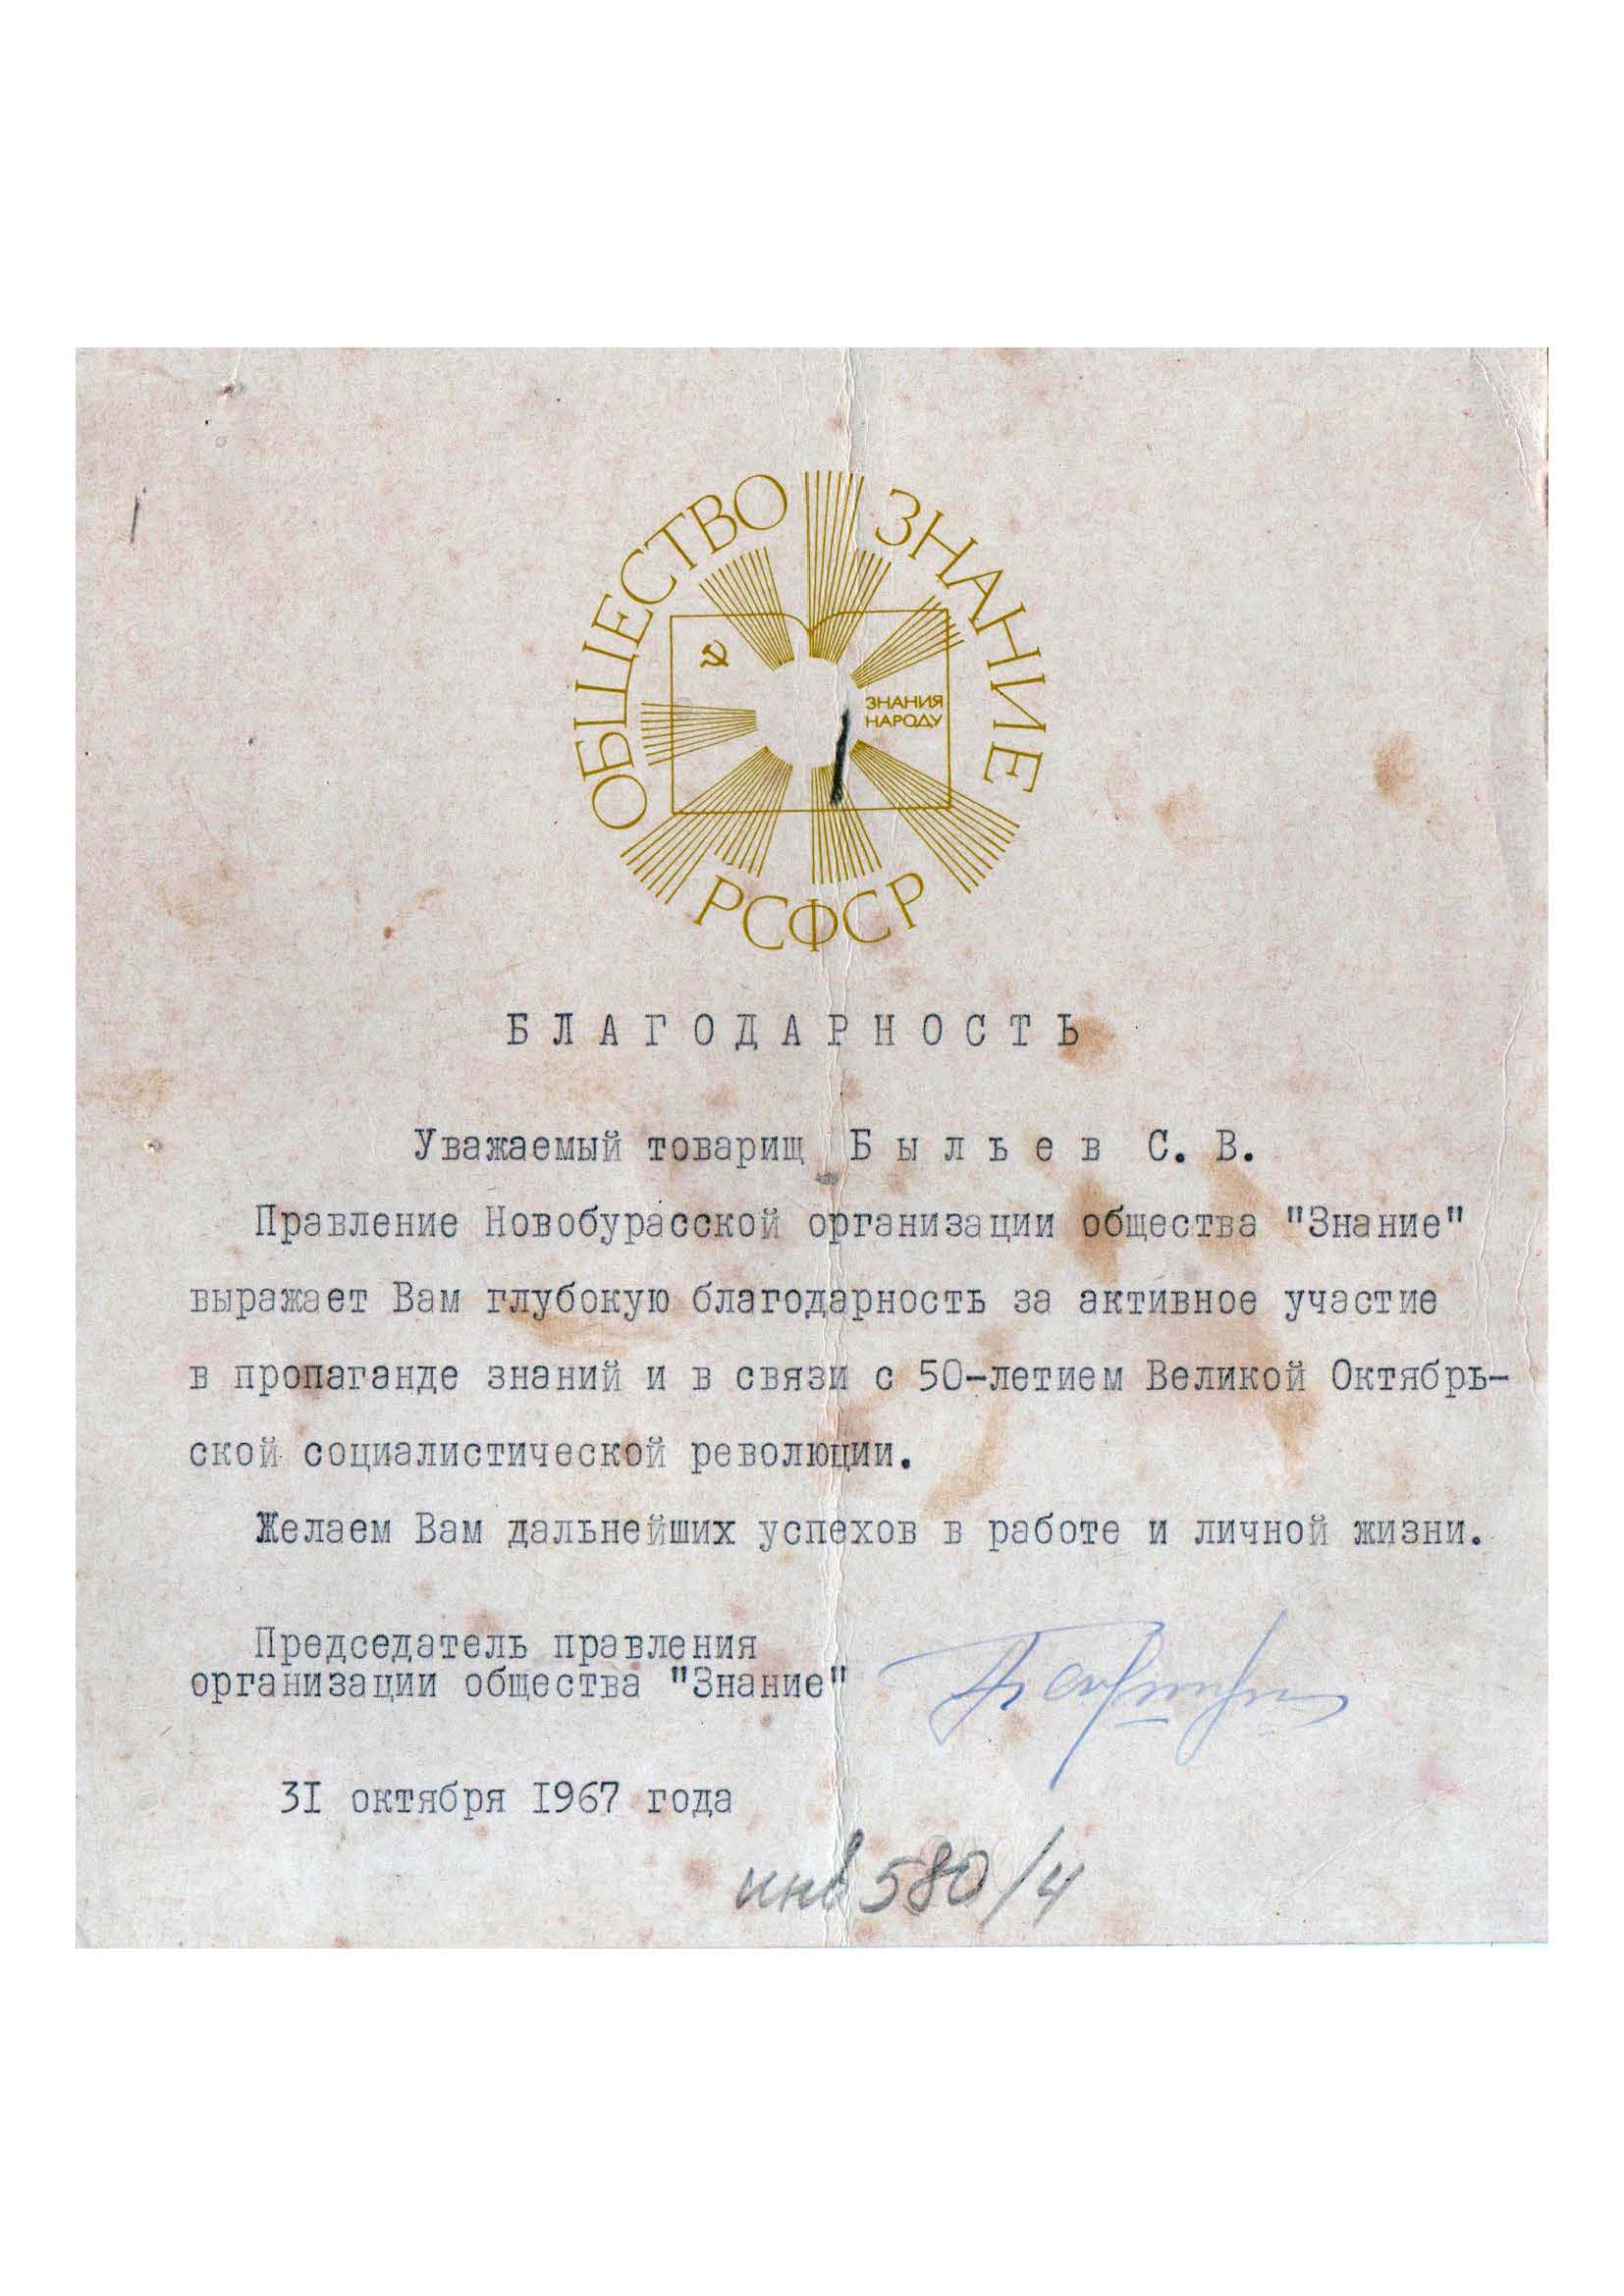 ОБЩЕСТВО ЗНАНИЕ
ЗНАНИЯ
НАРОДУ
РСФСР
БЛАГОДАРНОСТЬ
Уважаемый товарищ Быльев С. В.
Правление Новобурасской организации общества "Знание"
выражает Вам глубокую благодарность за активное участие
в пропаганде знаний и в связи с 50-летием Великой Октябрь-
ской социалистической революции.
Желаем Вам дальнейших успехов в работе и личной жизни.
Председатель правления
организации общества "Знание"
31 октября 1967 года
инв 580/4